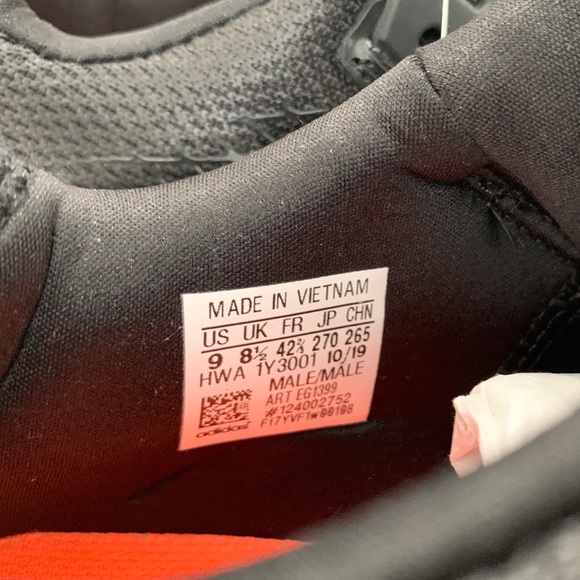 MADE IN VIETNAM
US UK FR JP CHN
9 8½ 42⅔ 270 265
HWA 1Y3001 10/19
MALE/MALE
ART EG1399
#124002752
F17YVF1W00108
adidas